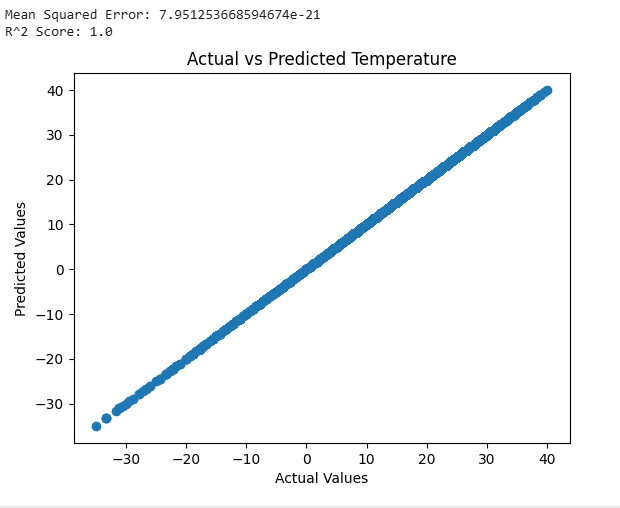 Mean Squared Error: 7.951253668594674e-21
R^2 Score: 1.0
Actual vs Predicted Temperature
40
30
20
10
0
−10
−20
−30
Predicted Values
−30 −20 −10 0 10 20 30 40
Actual Values